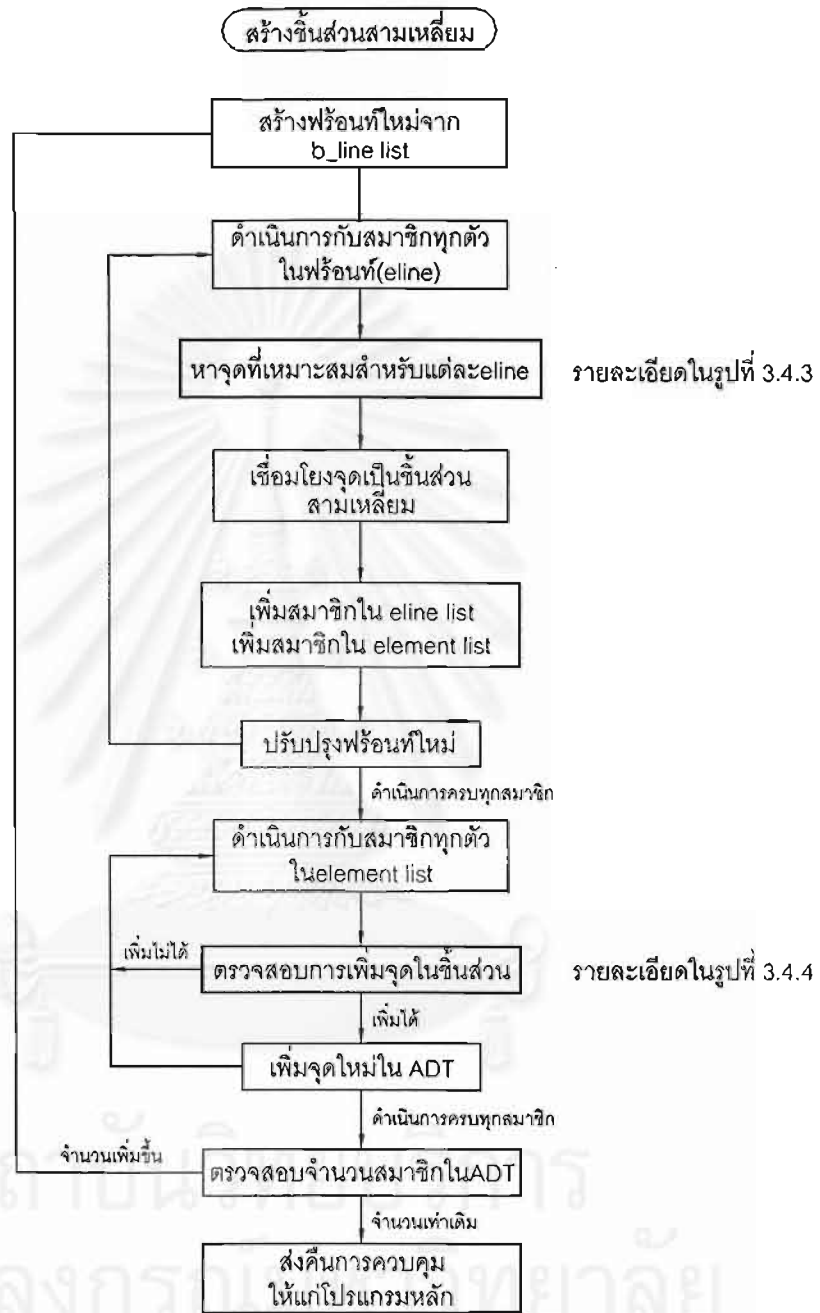 สร้างชิ้นส่วนสามเหลี่ยม
สร้างฟร้อนท์ใหม่จาก
b_line list
ดำเนินการกับสมาชิกทุกตัว
ในฟร้อนท์(eline)
หาจุดที่เหมาะสมสำหรับแต่ละeline
รายละเอียดในรูปที่ 3.4.3
เชื่อมโยงจุดเป็นชิ้นส่วน
สามเหลี่ยม
เพิ่มสมาชิกใน eline list
เพิ่มสมาชิกใน element list
ปรับปรุงฟร้อนท์ใหม่
ดำเนินการครบทุกสมาชิก
ดำเนินการกับสมาชิกทุกตัว
ในelement list
เพิ่มไม่ได้
ตรวจสอบการเพิ่มจุดในชิ้นส่วน
รายละเอียดในรูปที่ 3.4.4
เพิ่มได้
เพิ่มจุดใหม่ใน ADT
ดำเนินการครบทุกสมาชิก
จำนวนเพิ่มขึ้น
ตรวจสอบจำนวนสมาชิกในADT
จำนวนเท่าเดิม
ส่งคืนการควบคุม
ให้แก่โปรแกรมหลัก